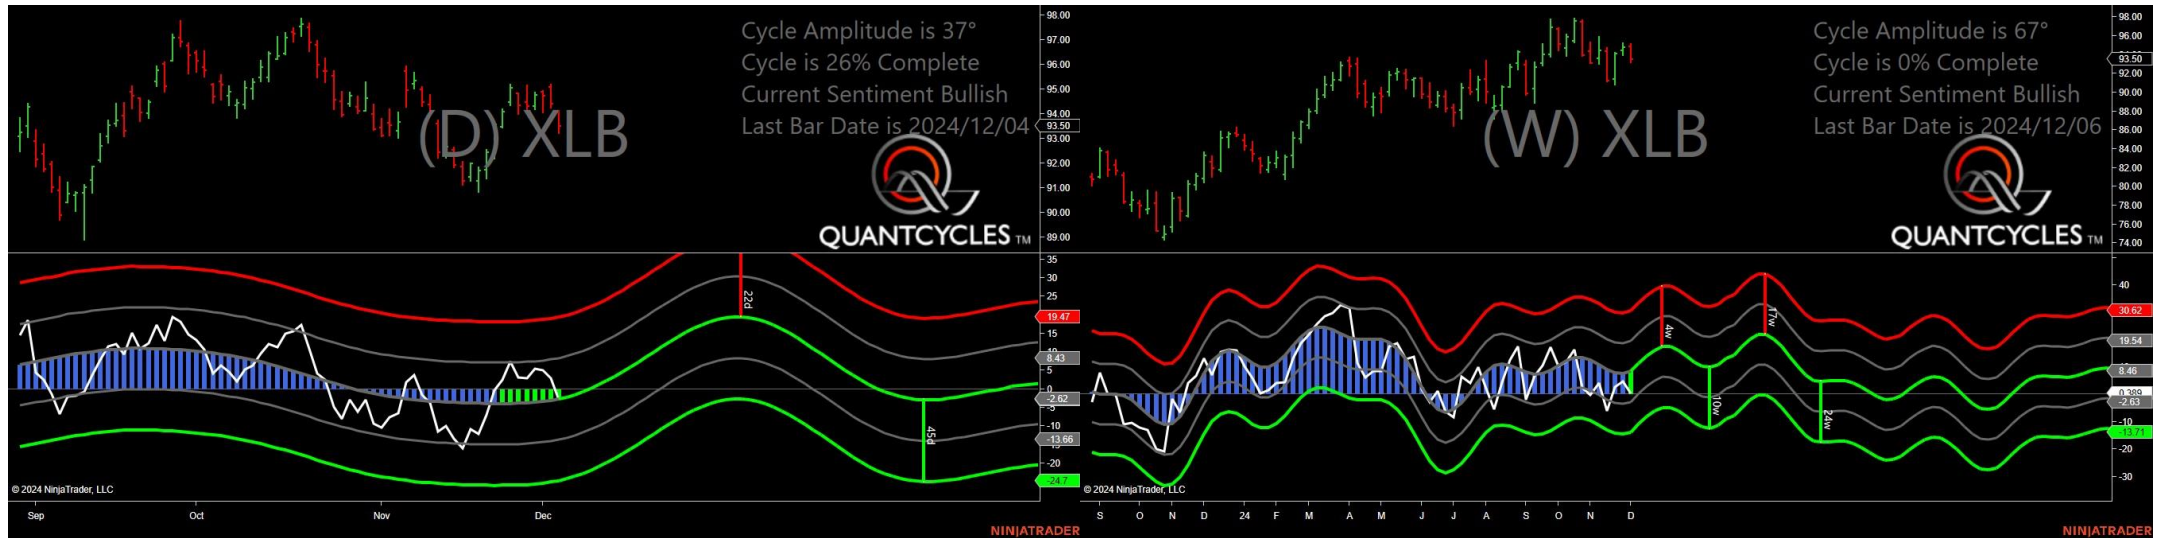 Cycle Amplitude is 37°
Cycle is 26% Complete
Current Sentiment Bullish
Last Bar Date is 2024/12/04
(D) XLB
QUANTCYCLES TM
98.00
97.00
96.00
95.00
94.00
93.50
93.00
92.00
91.00
90.00
89.00
35
30
25
19.47
15
10
8.43
5
0
-2.62
-5
-10
-13.66
-20
-24.7
22d
45d
© 2024 NinjaTrader, LLC
Sep Oct Nov Dec
NINJATRADER
Cycle Amplitude is 67°
Cycle is 0% Complete
Current Sentiment Bullish
Last Bar Date is 2024/12/06
(W) XLB
QUANTCYCLES TM
98.00
96.00
93.50
92.00
90.00
88.00
86.00
84.00
82.00
80.00
78.00
76.00
74.00
40
30.62
19.54
8.46
-2.63
-10
-13.71
-20
-30
4w
17w
10w
24w
© 2024 NinjaTrader, LLC
S O N D 24 F M A M J J A S O N D
NINJATRADER